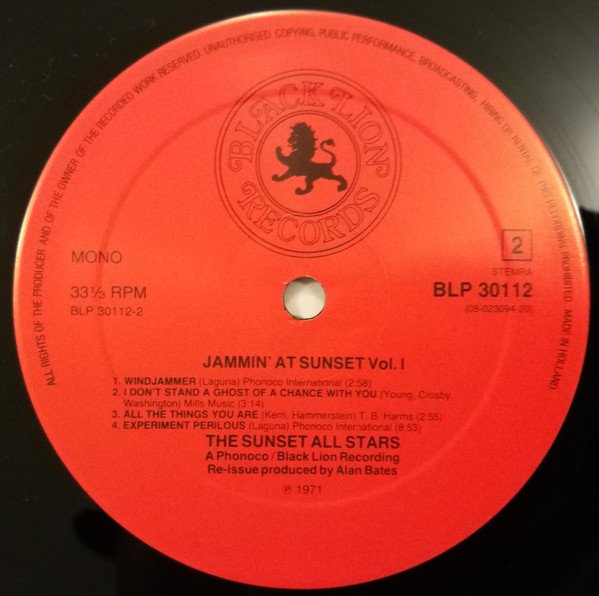 ALL RIGHTS OF THE PRODUCER AND OF THE OWNER OF THE RECORDED WORK RESERVED. UNAUTHORISED COPYING, PUBLIC PERFORMANCE, BROADCASTING, HIRING OR RENTAL OF THE RECORDING PROHIBITED. MADE IN HOLLAND
BLACK LION
RECORDS
MONO
2
STEMRA
33⅓ RPM
BLP 30112
BLP 30112-2
(08-023094-20)
JAMMIN' AT SUNSET Vol. I
1. WINDJAMMER (Laguna) Phonoco International (2:58)
2. I DON'T STAND A GHOST OF A CHANCE WITH YOU (Young, Crosby,
Washington) Mills Music (3:14)
3. ALL THE THINGS YOU ARE (Kern, Hammerstein) T. B. Harms (2:55)
4. EXPERIMENT PERILOUS (Laguna) Phonoco International (8:53)
THE SUNSET ALL STARS
A Phonoco / Black Lion Recording
Re-issue produced by Alan Bates
℗ 1971